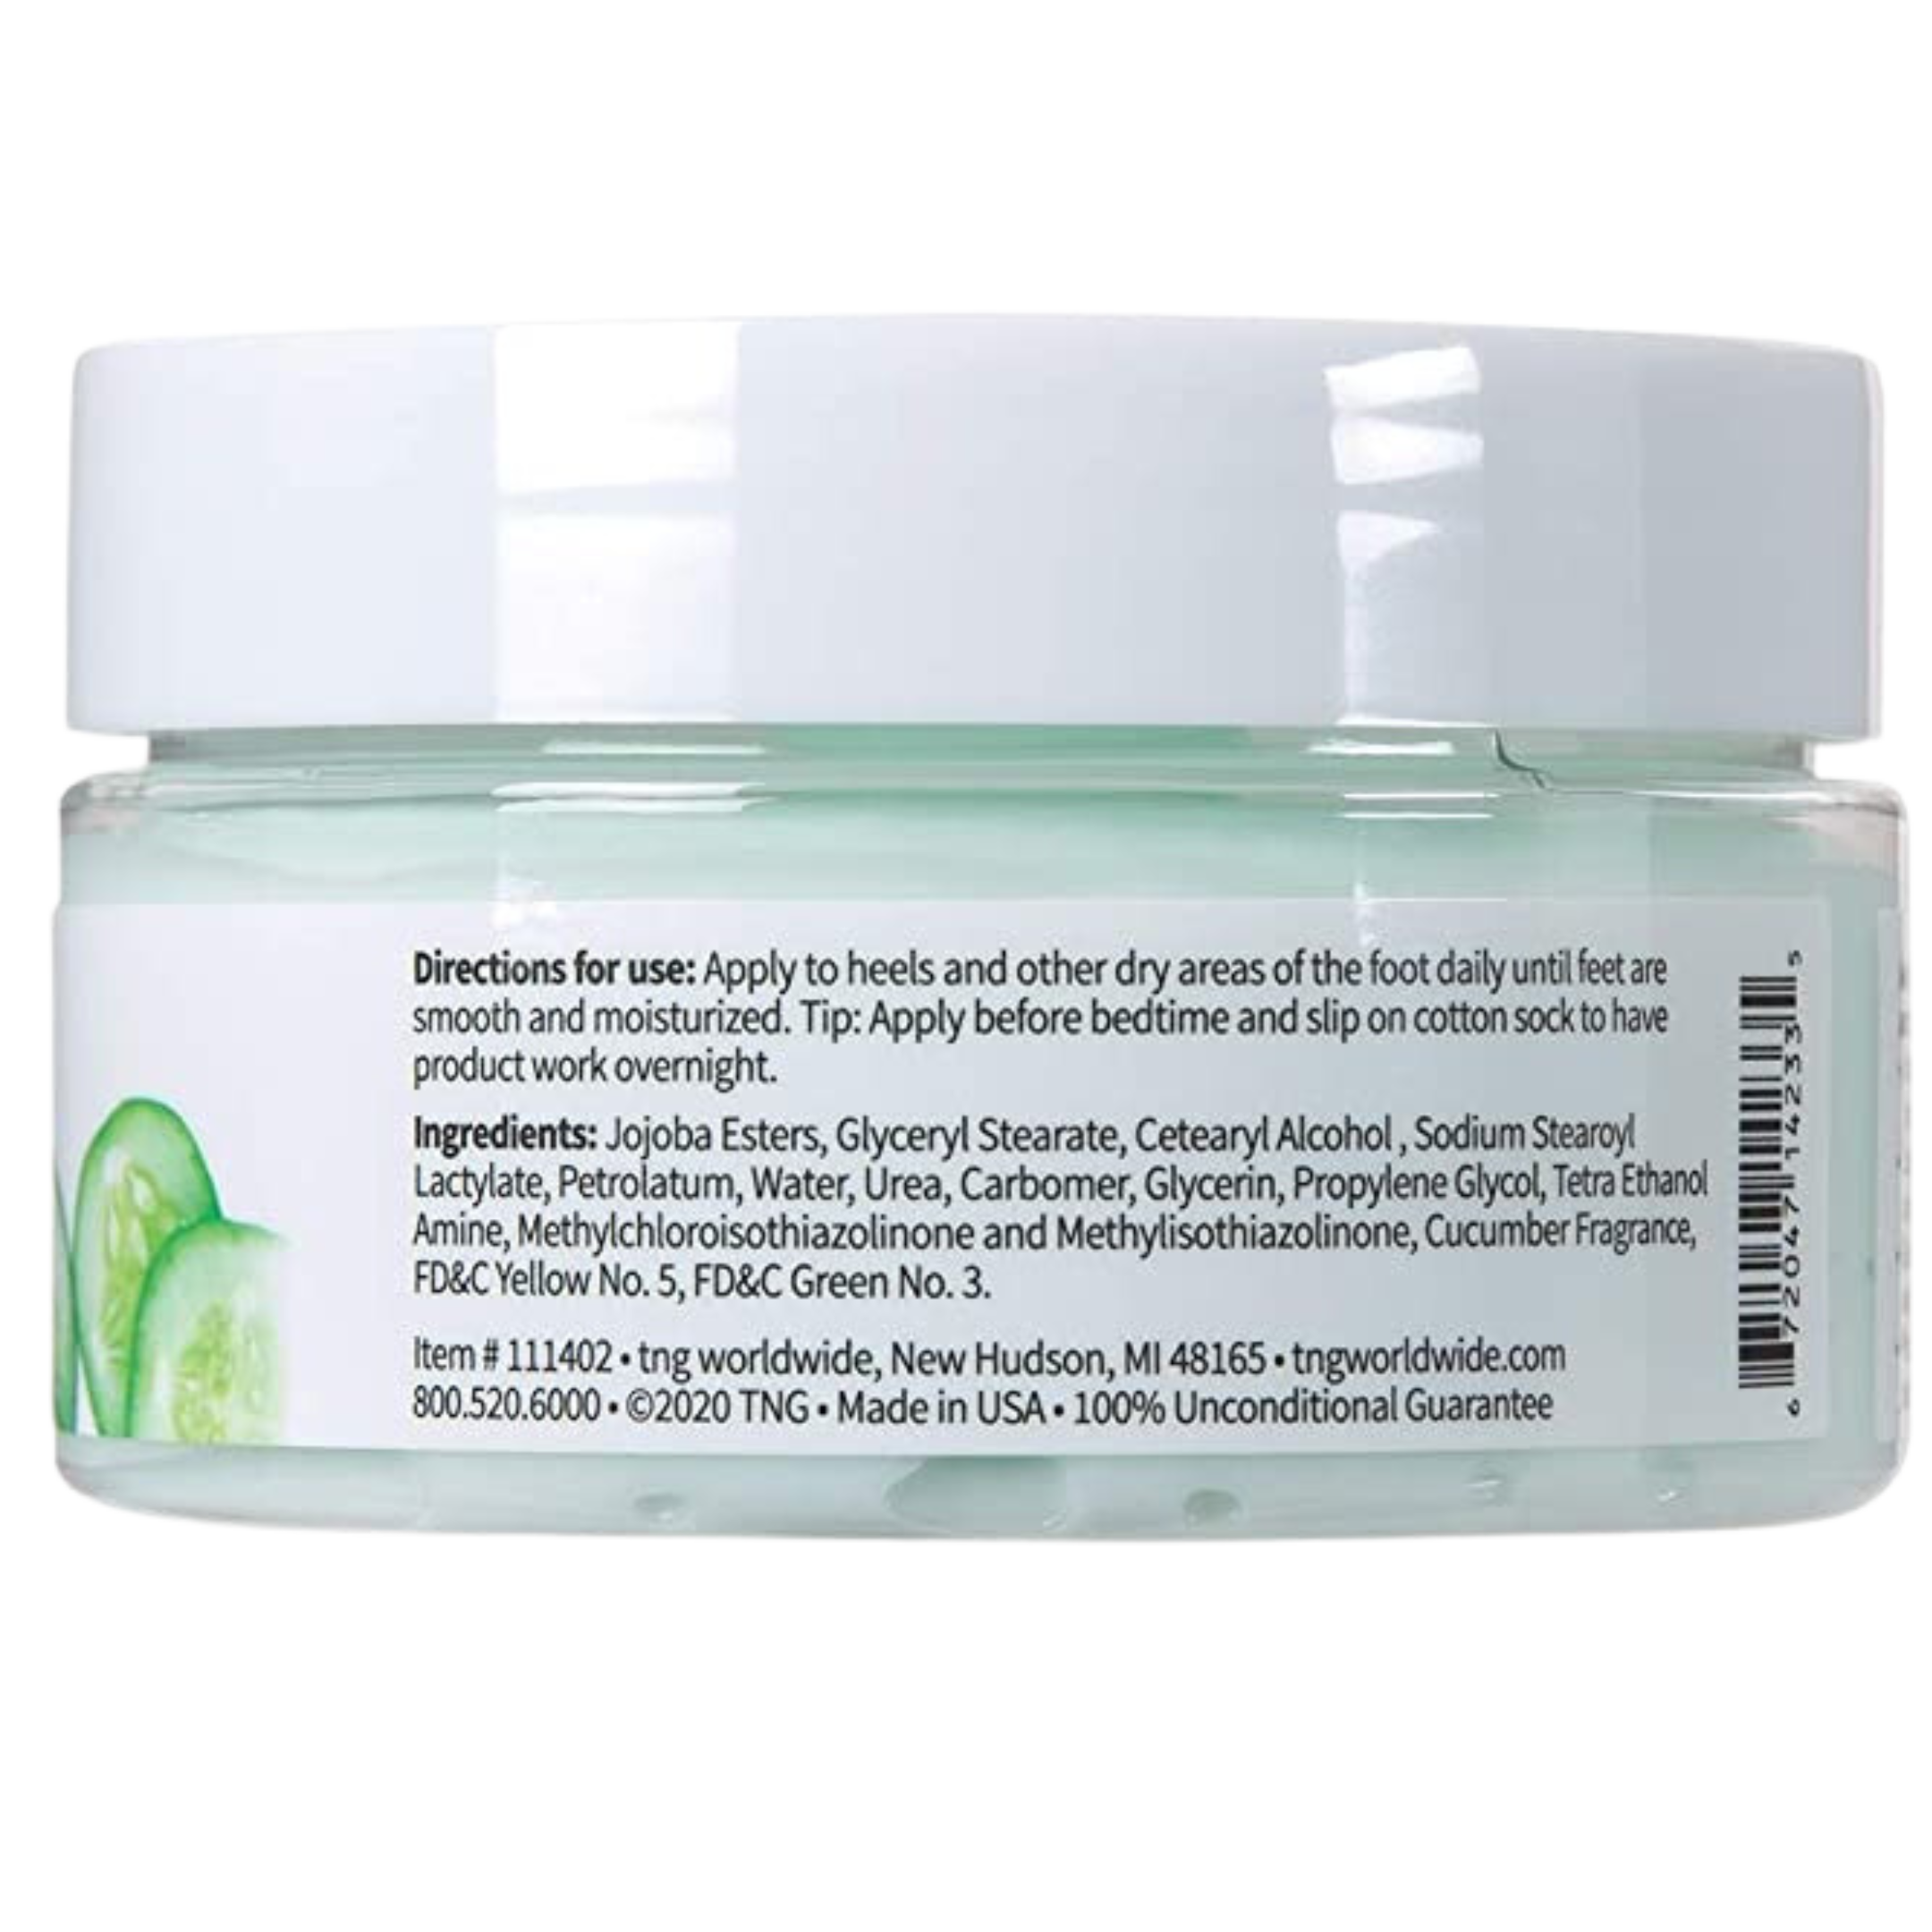 Directions for use: Apply to heels and other dry areas of the foot daily until feet are
smooth and moisturized. Tip: Apply before bedtime and slip on cotton sock to have
product work overnight.
Ingredients: Jojoba Esters, Glyceryl Stearate, Cetearyl Alcohol , Sodium Stearoyl
Lactylate, Petrolatum, Water, Urea, Carbomer, Glycerin, Propylene Glycol, Tetra Ethanol
Amine, Methylchloroisothiazolinone and Methylisothiazolinone, Cucumber Fragrance,
FD&C Yellow No. 5, FD&C Green No. 3.
Item # 111402 • tng worldwide, New Hudson, MI 48165 • tngworldwide.com
800.520.6000 • ©2020 TNG • Made in USA • 100% Unconditional Guarantee
6 72047 14233 5